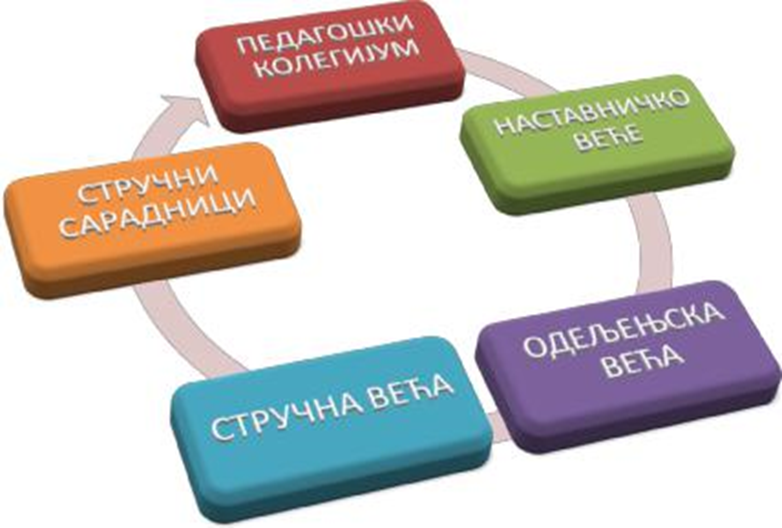 ПЕДАГОШКИ
КОЛЕГИЈУМ
НАСТАВНИЧКО
ВЕЋЕ
ОДЕЉЕЊСКА
ВЕЋА
СТРУЧНА ВЕЋА
СТРУЧНИ
САРАДНИЦИ